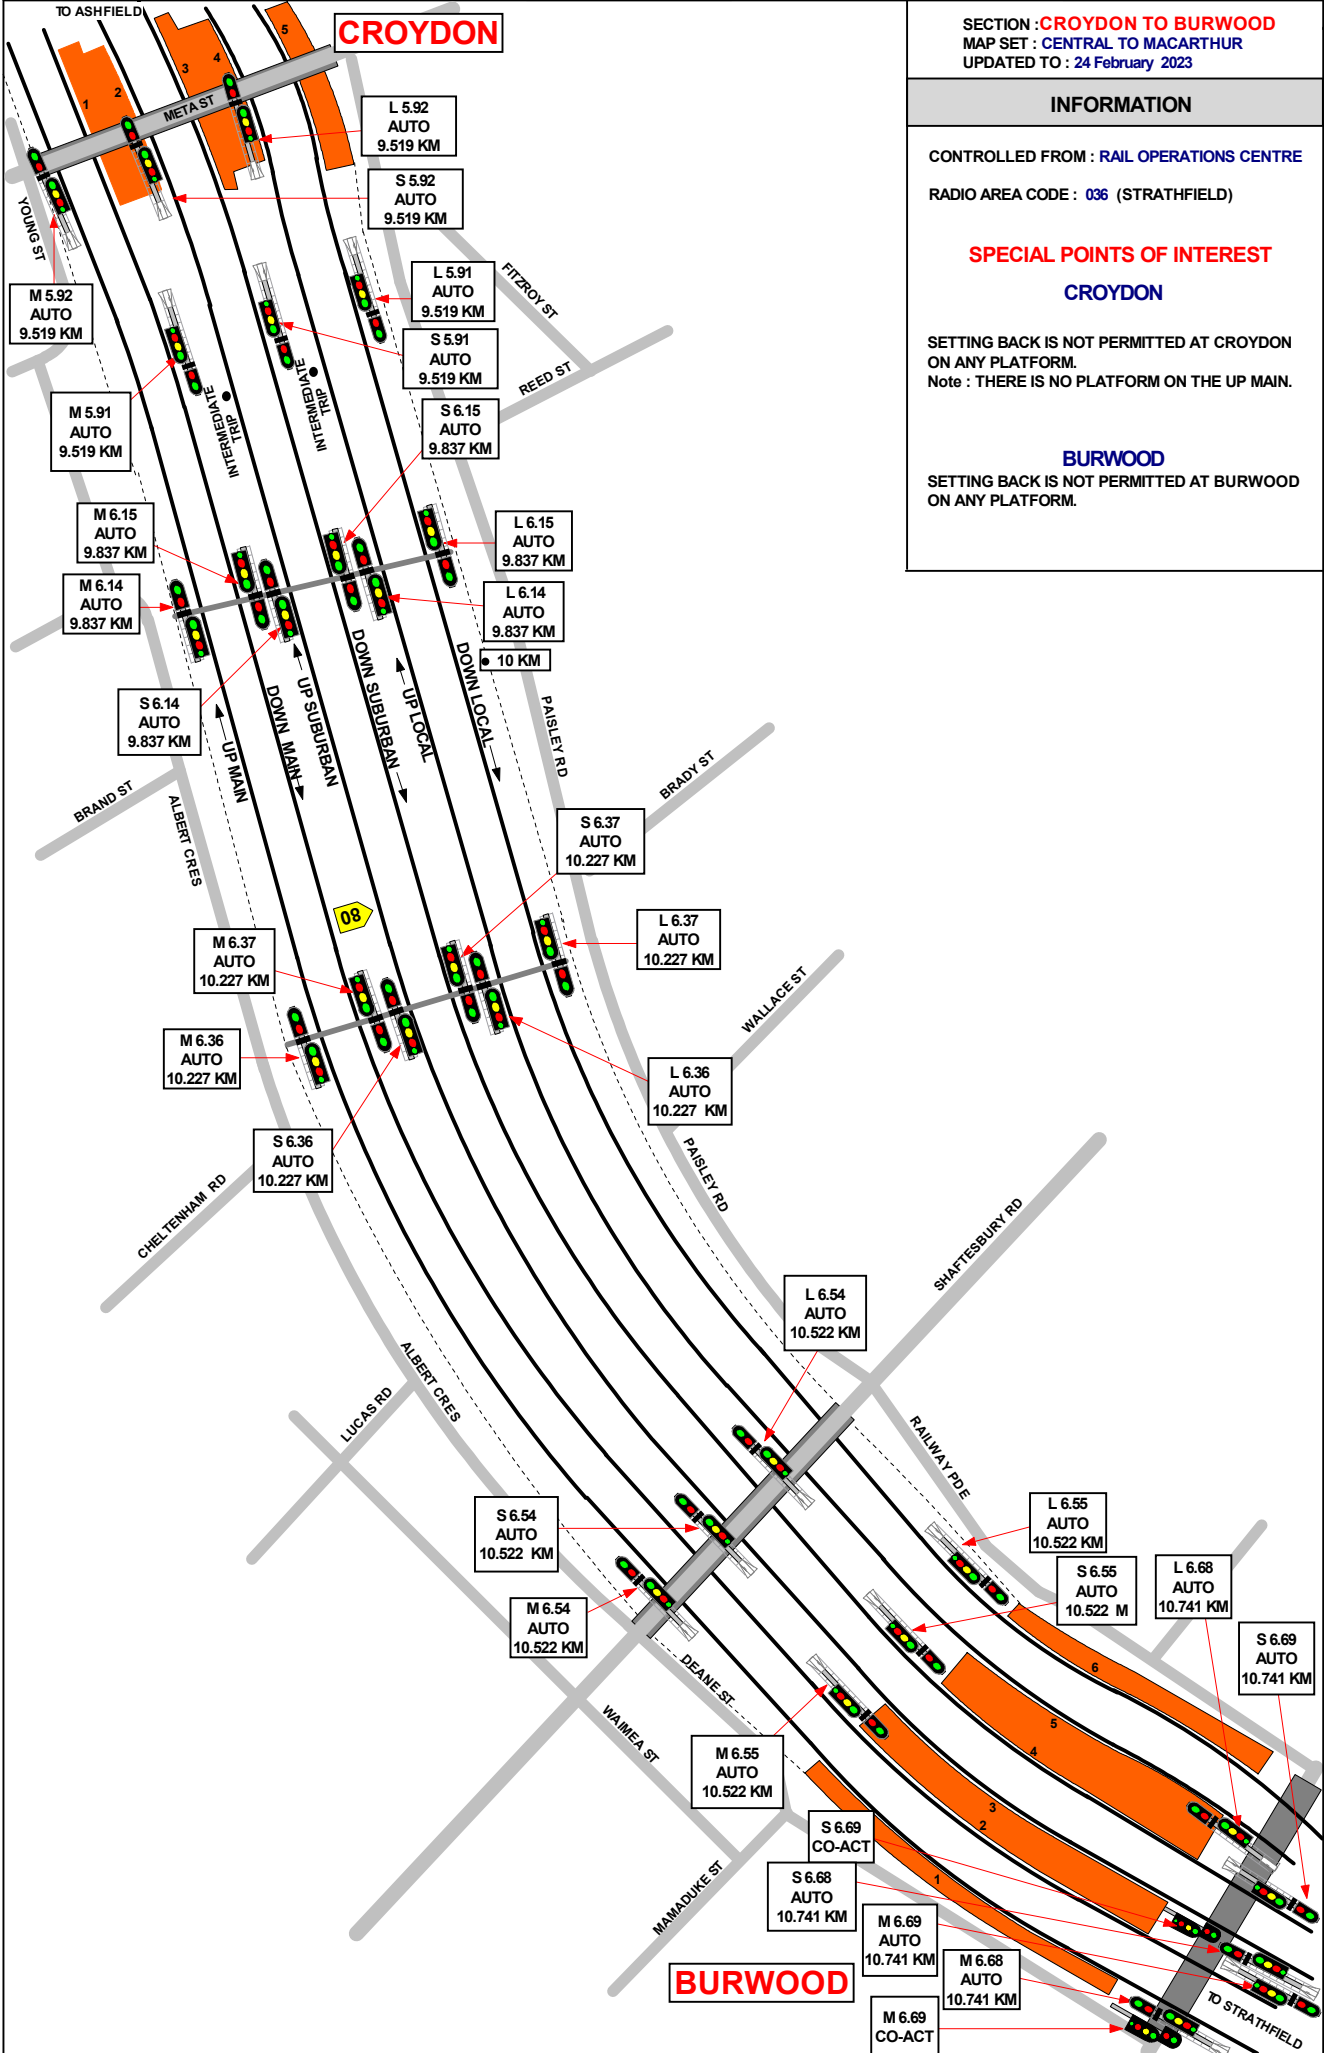 TO ASHFIELD
CROYDON
SECTION : CROYDON TO BURWOOD
MAP SET : CENTRAL TO MACARTHUR
UPDATED TO : 24 February 2023
INFORMATION
CONTROLLED FROM : RAIL OPERATIONS CENTRE
RADIO AREA CODE : 036 (STRATHFIELD)
SPECIAL POINTS OF INTEREST
CROYDON
SETTING BACK IS NOT PERMITTED AT CROYDON
ON ANY PLATFORM.
Note : THERE IS NO PLATFORM ON THE UP MAIN.
BURWOOD
SETTING BACK IS NOT PERMITTED AT BURWOOD
ON ANY PLATFORM.
1
2
3
4
5
META ST
YOUNG ST
L 5.92
AUTO
9.519 KM
S 5.92
AUTO
9.519 KM
M 5.92
AUTO
9.519 KM
L 5.91
AUTO
9.519 KM
S 5.91
AUTO
9.519 KM
FITZROY ST
REED ST
INTERMEDIATE
TRIP
INTERMEDIATE
TRIP
M 5.91
AUTO
9.519 KM
S 6.15
AUTO
9.837 KM
M 6.15
AUTO
9.837 KM
L 6.15
AUTO
9.837 KM
M 6.14
AUTO
9.837 KM
L 6.14
AUTO
9.837 KM
10 KM
S 6.14
AUTO
9.837 KM
UP MAIN
DOWN MAIN
UP SUBURBAN
DOWN SUBURBAN
UP LOCAL
DOWN LOCAL
PAISLEY RD
BRADY ST
BRAND ST
ALBERT CRES
S 6.37
AUTO
10.227 KM
80
M 6.37
AUTO
10.227 KM
L 6.37
AUTO
10.227 KM
WALLACE ST
M 6.36
AUTO
10.227 KM
L 6.36
AUTO
10.227 KM
S 6.36
AUTO
10.227 KM
PAISLEY RD
CHELTENHAM RD
SHAFTESBURY RD
L 6.54
AUTO
10.522 KM
ALBERT CRES
LUCAS RD
RAILWAY PDE
S 6.54
AUTO
10.522 KM
L 6.55
AUTO
10.522 KM
S 6.55
AUTO
10.522 M
L 6.68
AUTO
10.741 KM
M 6.54
AUTO
10.522 KM
S 6.69
AUTO
10.741 KM
DEANE ST
WAIMEA ST
6
5
4
3
2
1
M 6.55
AUTO
10.522 KM
S 6.69
CO-ACT
S 6.68
AUTO
10.741 KM
MAMADUKE ST
M 6.69
AUTO
10.741 KM
M 6.68
AUTO
10.741 KM
BURWOOD
M 6.69
CO-ACT
TO STRATHFIELD